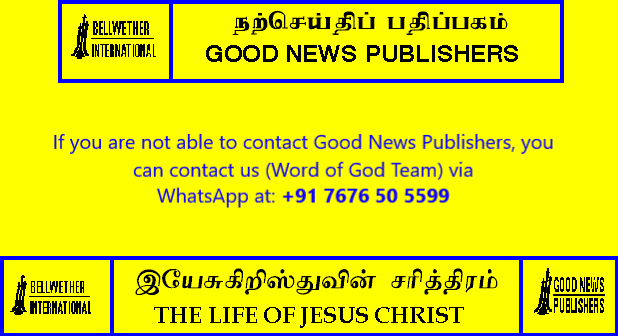 BELLWETHER
INTERNATIONAL
நற்செய்திப் பதிப்பகம்
GOOD NEWS PUBLISHERS
If you are not able to contact Good News Publishers, you
can contact us (Word of God Team) via
WhatsApp at: +91 7676 50 5599
BELLWETHER
INTERNATIONAL
இயேசுகிறிஸ்துவின் சரித்திரம்
THE LIFE OF JESUS CHRIST
GOOD NEWS
PUBLISHERS